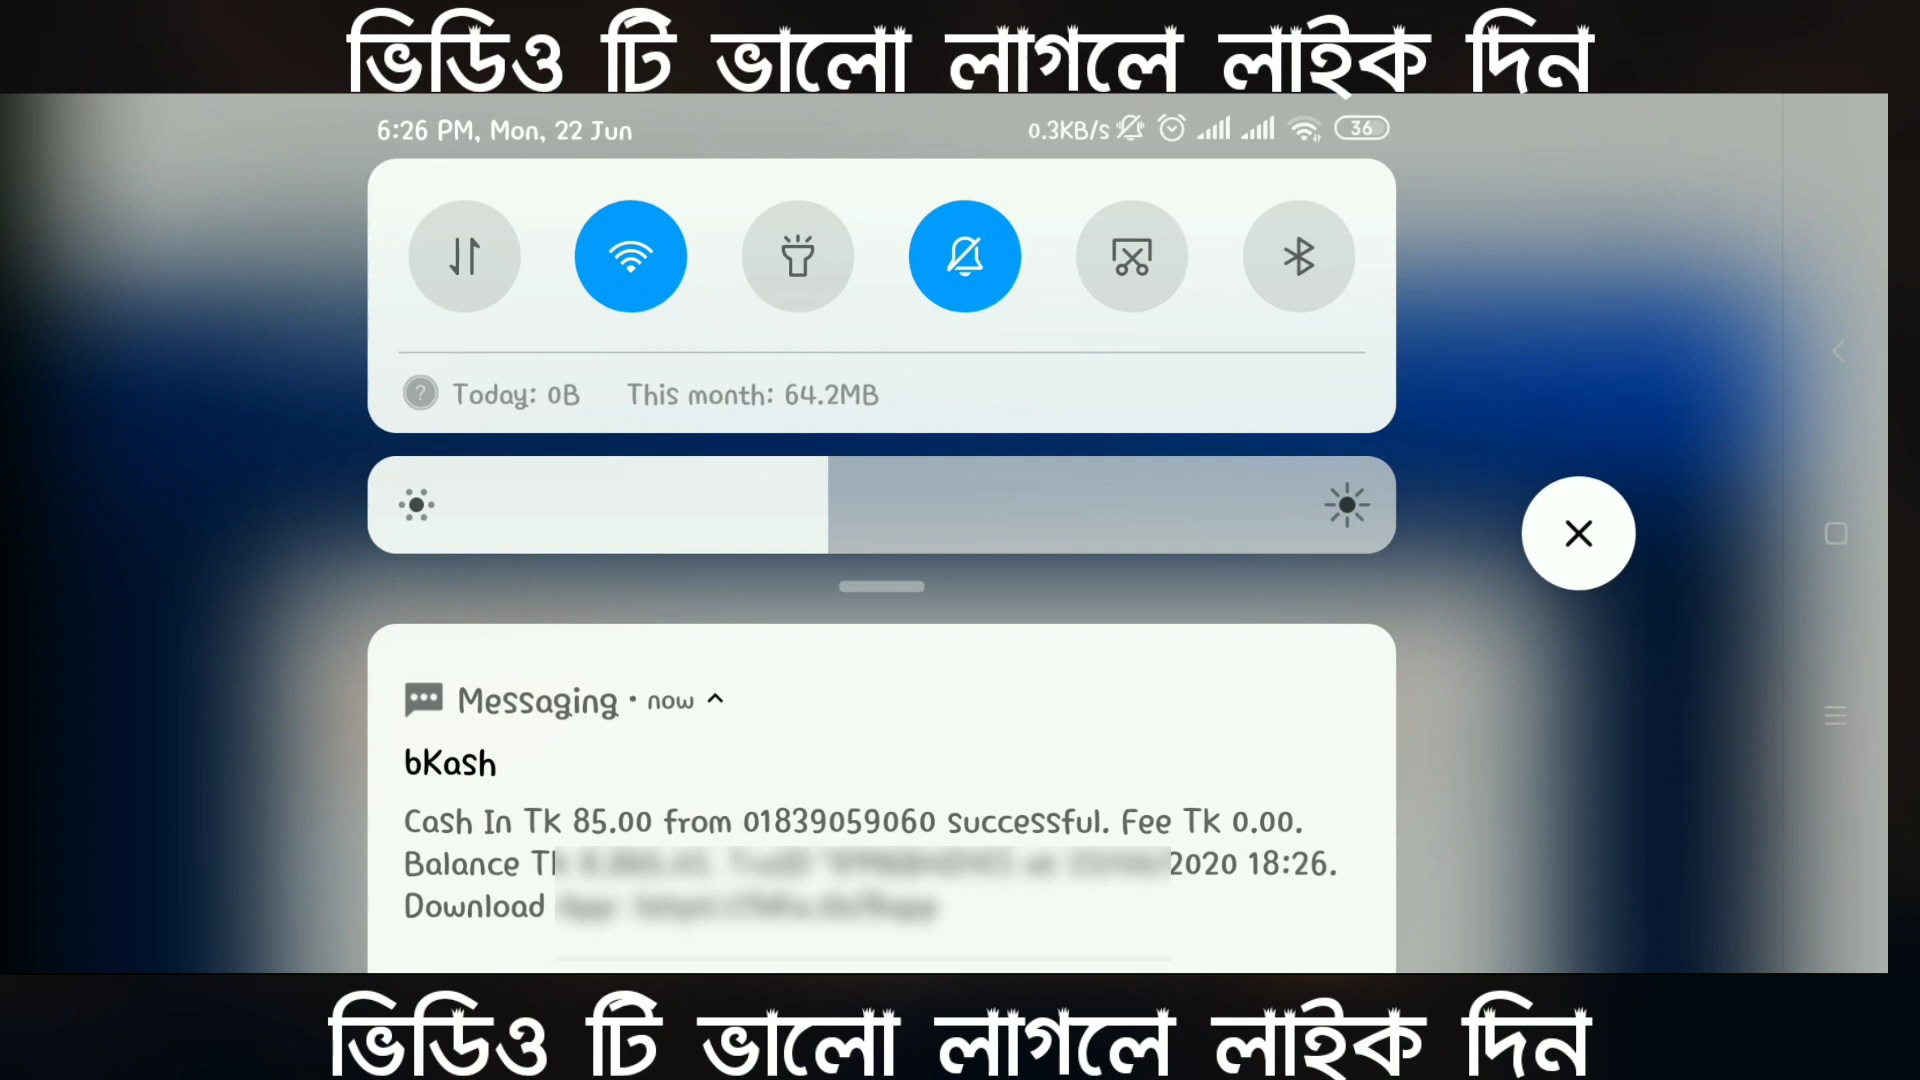 ভিডিও টি ভালো লাগলে লাইক দিন
6:26 PM, Mon, 22 Jun
0.3KB/s
36
Today: 0B This month: 64.2MB
Messaging • now
bKash
Cash In Tk 85.00 from 01839059060 successful. Fee Tk 0.00.
Balance 2020 18:26.
Download
ভিডিও টি ভালো লাগলে লাইক দিন